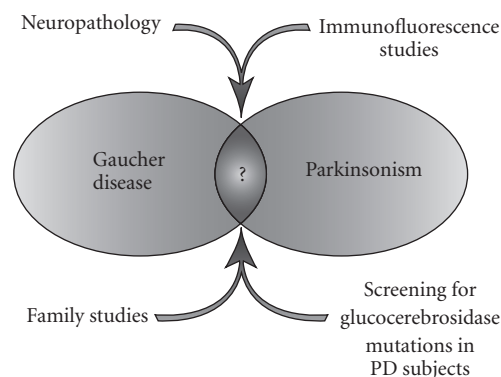 Neuropathology
Immunofluorescence
studies
Gaucher
disease
?
Parkinsonism
Family studies
Screening for
glucocerebrosidase
mutations in
PD subjects